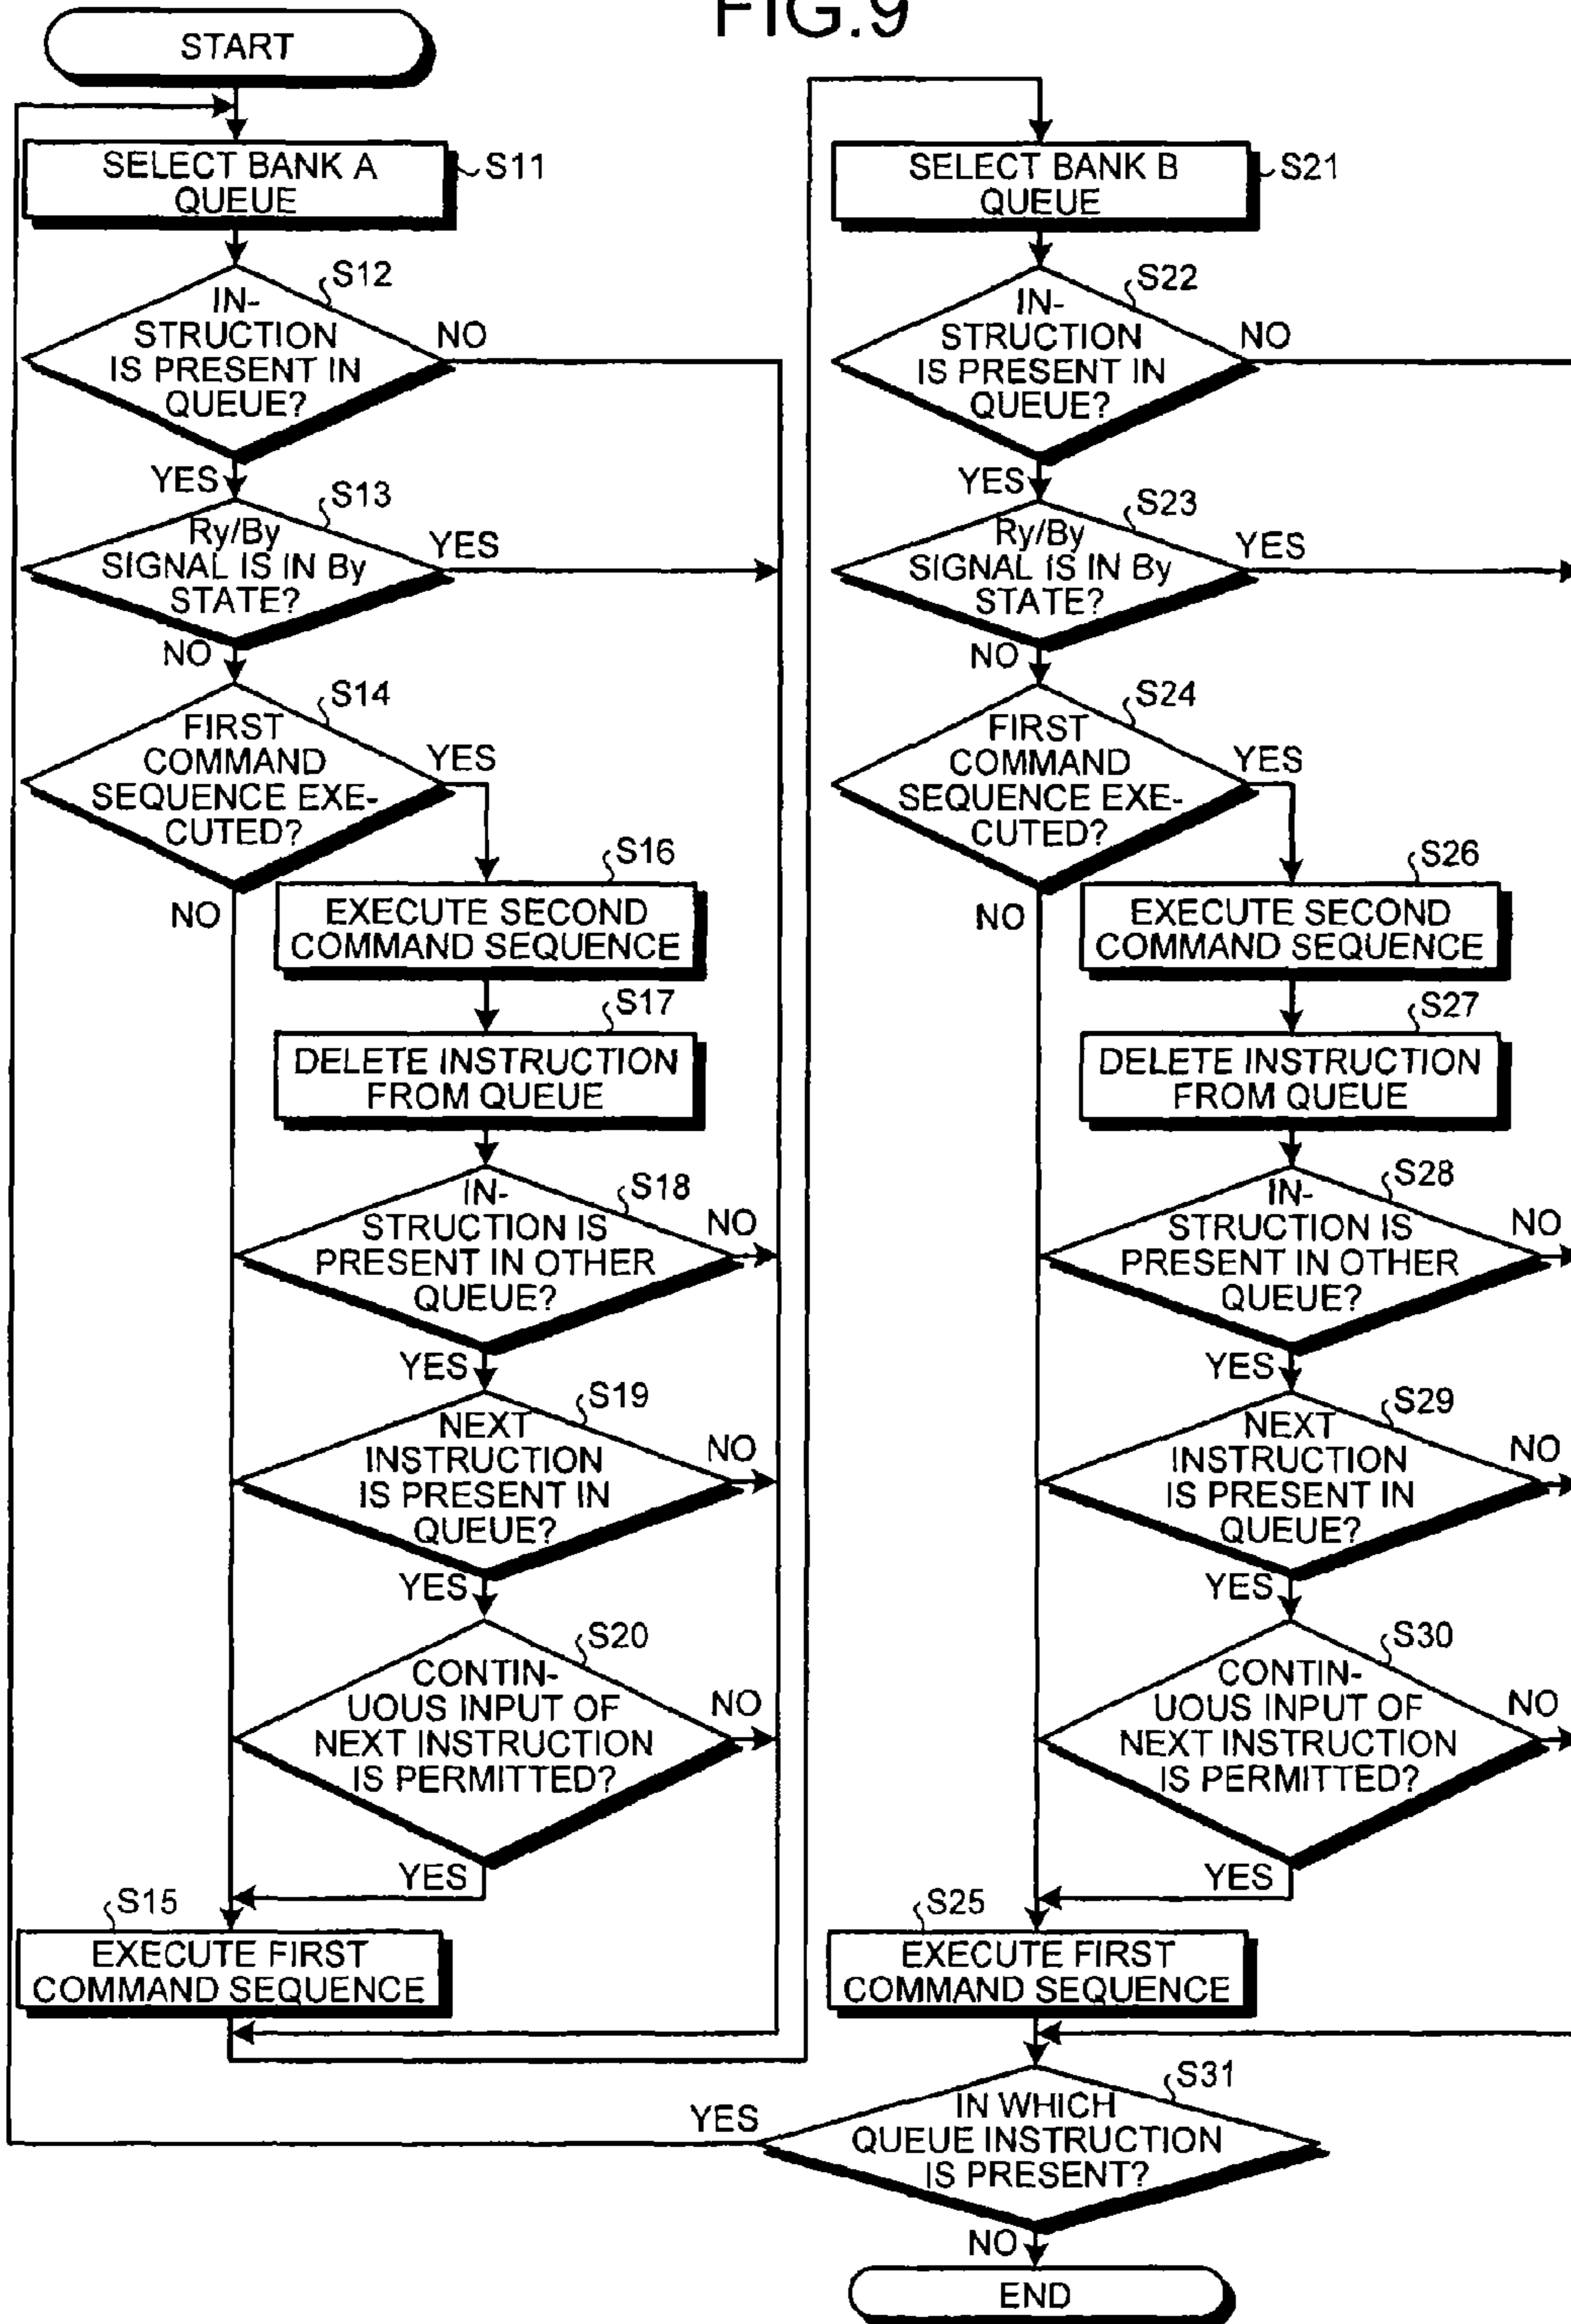 FIG.9
START
SELECT BANK A
QUEUE
S11
S12
IN-
STRUCTION
IS PRESENT IN
QUEUE?
NO
YES
S13
Ry/By
SIGNAL IS IN By
STATE?
YES
NO
S14
FIRST
COMMAND
SEQUENCE EXE-
CUTED?
YES
NO
S16
EXECUTE SECOND
COMMAND SEQUENCE
S17
DELETE INSTRUCTION
FROM QUEUE
S18
IN-
STRUCTION IS
PRESENT IN OTHER
QUEUE?
NO
YES
S19
NEXT
INSTRUCTION
IS PRESENT IN
QUEUE?
NO
YES
S20
CONTIN-
UOUS INPUT OF
NEXT INSTRUCTION
IS PERMITTED?
NO
YES
S15
EXECUTE FIRST
COMMAND SEQUENCE
SELECT BANK B
QUEUE
S21
S22
IN-
STRUCTION
IS PRESENT IN
QUEUE?
NO
YES
S23
Ry/By
SIGNAL IS IN By
STATE?
YES
NO
S24
FIRST
COMMAND
SEQUENCE EXE-
CUTED?
YES
NO
S26
EXECUTE SECOND
COMMAND SEQUENCE
S27
DELETE INSTRUCTION
FROM QUEUE
S28
IN-
STRUCTION IS
PRESENT IN OTHER
QUEUE?
NO
YES
S29
NEXT
INSTRUCTION
IS PRESENT IN
QUEUE?
NO
YES
S30
CONTIN-
UOUS INPUT OF
NEXT INSTRUCTION
IS PERMITTED?
NO
YES
S25
EXECUTE FIRST
COMMAND SEQUENCE
S31
IN WHICH
QUEUE INSTRUCTION
IS PRESENT?
YES
NO
END